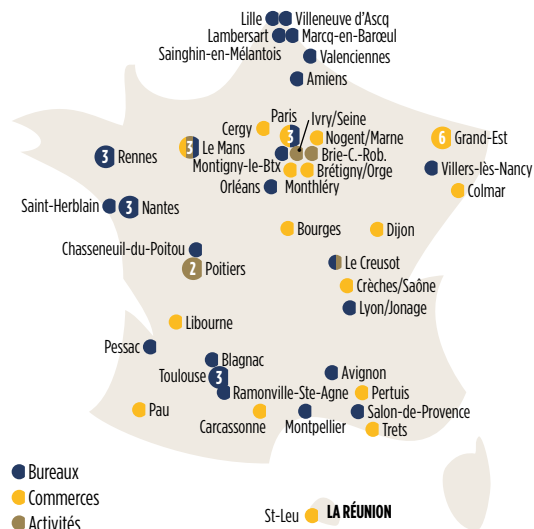 Lille Villeneuve d'Ascq
Lambersart Marcq-en-Barœul
Sainghin-en-Mélantois Valenciennes
Amiens
Paris Ivry/Seine
Cergy 3 Nogent/Marne
6 Grand-Est
3 Rennes
3 Le Mans
Brie-C.-Rob.
Montigny-le-Btx Brétigny/Orge
Villers-lès-Nancy
Orléans Monthléry
Colmar
Saint-Herblain 3 Nantes
Bourges Dijon
Chasseneuil-du-Poitou
2 Poitiers
Le Creusot
Crèches/Saône
Lyon/Jonage
Libourne
Pessac
Blagnac
Toulouse 3
Avignon
Ramonville-Ste-Agne Pertuis
Pau
Carcassonne Montpellier
Salon-de-Provence
Trets
Bureaux
Commerces
Activités
St-Leu LA RÉUNION